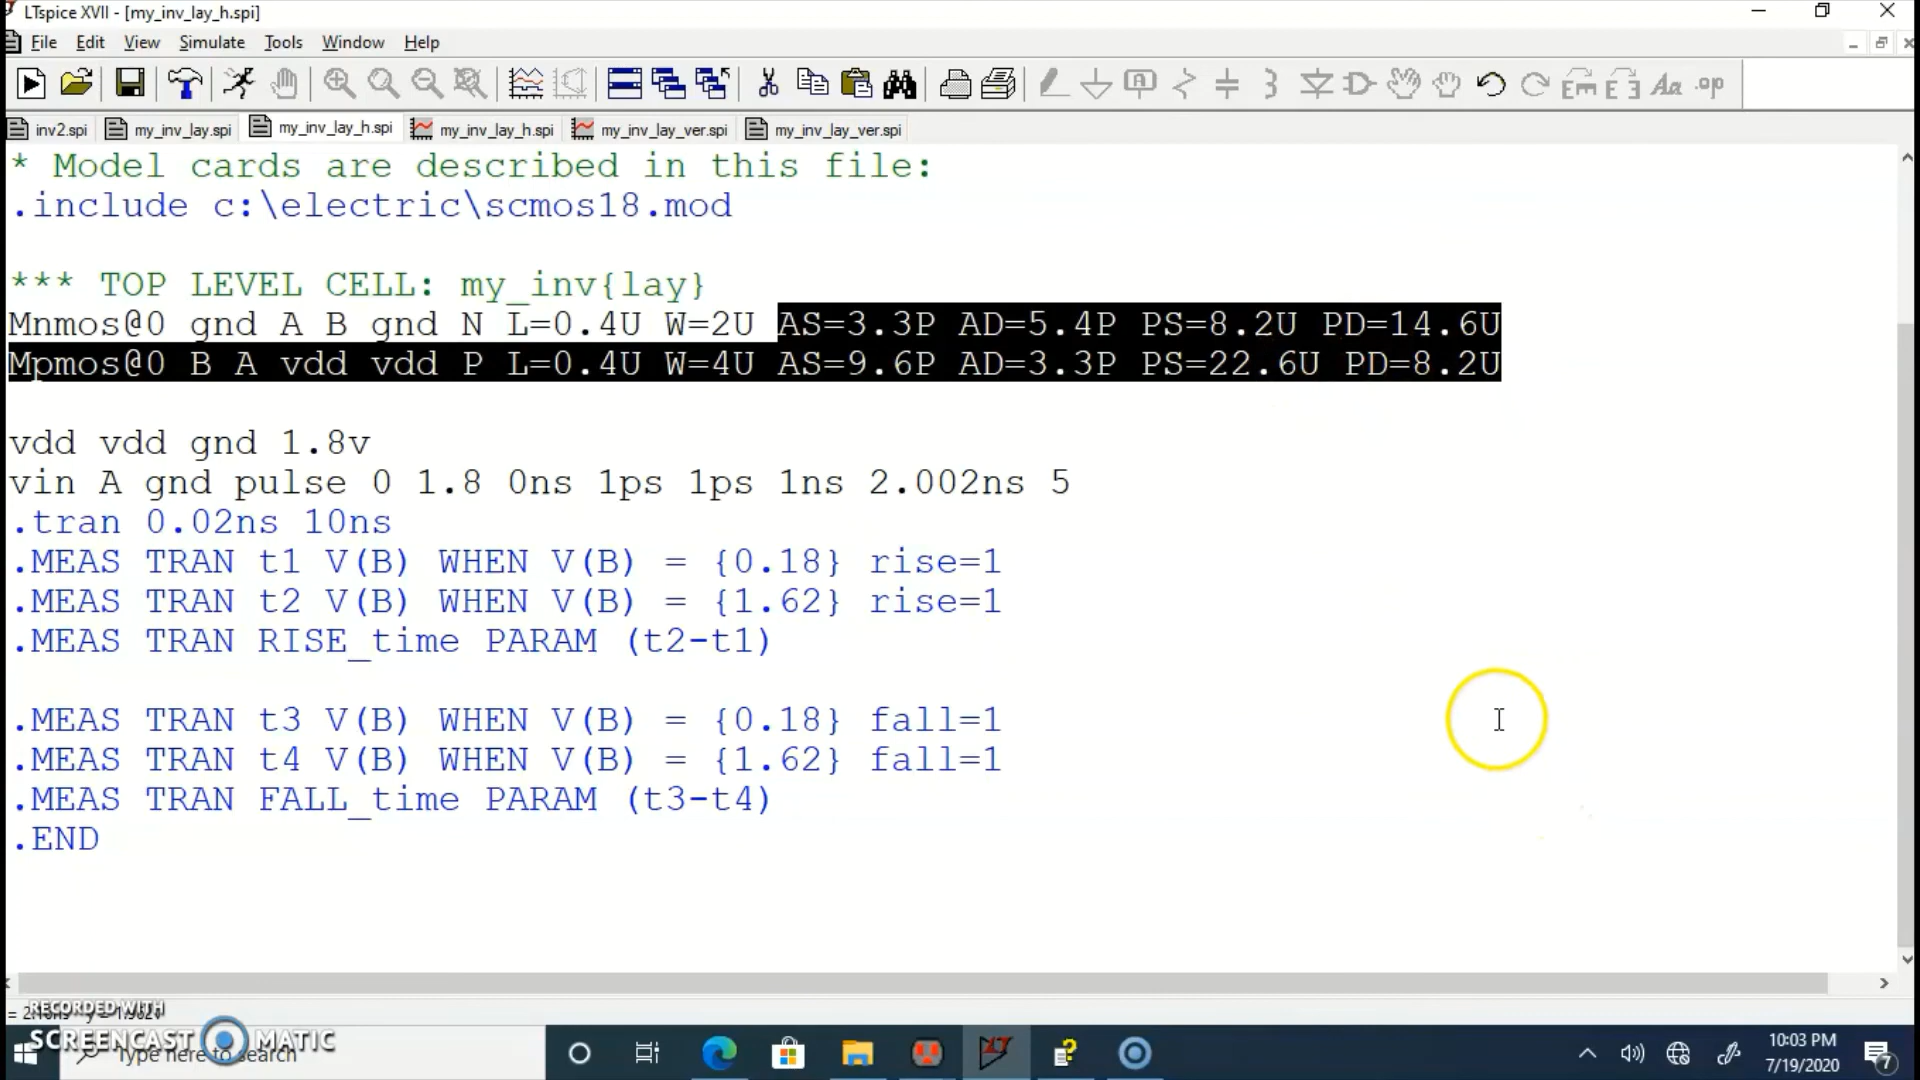 LTspice XVII - [my_inv_lay_h.spi]
File Edit View Simulate Tools Window Help
inv2.spi my_inv_lay.spi my_inv_lay_h.spi my_inv_lay_h.spi my_inv_lay_ver.spi my_inv_lay_ver.spi
* Model cards are described in this file:
.include c:\electric\scmos18.mod
*** TOP LEVEL CELL: my_inv{lay}
Mnmos@0 gnd A B gnd N L=0.4U W=2U AS=3.3P AD=5.4P PS=8.2U PD=14.6U
Mpmos@0 B A vdd vdd P L=0.4U W=4U AS=9.6P AD=3.3P PS=22.6U PD=8.2U
vdd vdd gnd 1.8v
vin A gnd pulse 0 1.8 0ns 1ps 1ps 1ns 2.002ns 5
.tran 0.02ns 10ns
.MEAS TRAN t1 V(B) WHEN V(B) = {0.18} rise=1
.MEAS TRAN t2 V(B) WHEN V(B) = {1.62} rise=1
.MEAS TRAN RISE_time PARAM (t2-t1)
.MEAS TRAN t3 V(B) WHEN V(B) = {0.18} fall=1
.MEAS TRAN t4 V(B) WHEN V(B) = {1.62} fall=1
.MEAS TRAN FALL_time PARAM (t3-t4)
.END
RECORDED WITH
SCREENCAST MATIC
Type here to search
10:03 PM
7/19/2020
7